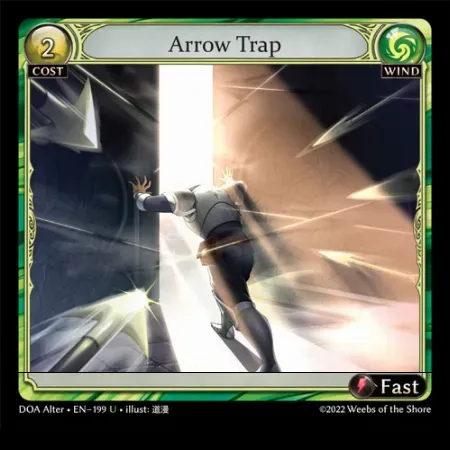 2
Arrow Trap
COST
WIND
Fast
DOA Alter • EN-199 U • illust: 道漫
©2022 Weebs of the Shore